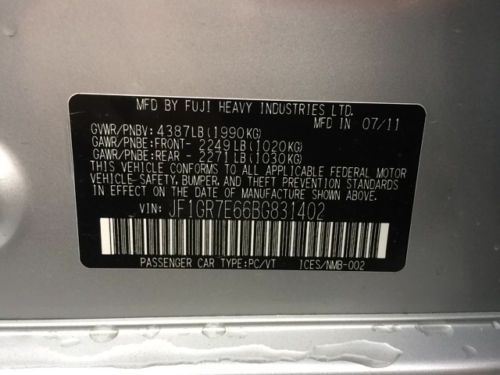 MFD BY FUJI HEAVY INDUSTRIES LTD.
MFD IN 07/11
GVWR/PNBV: 4387LB (1990KG)
GAWR/PNBE:FRONT- 2249LB (1020KG)
GAWR/PNBE:REAR - 2271LB (1030KG)
THIS VEHICLE CONFORMS TO ALL APPLICABLE FEDERAL MOTOR
VEHICLE SAFETY, BUMPER, AND THEFT PREVENTION STANDARDS
IN EFFECT ON THE DATE OF MANUFACTURE SHOWN ABOVE.
VIN: JF1GR7E66BG831402
PASSENGER CAR TYPE:PC/VT ICES/NMB-002